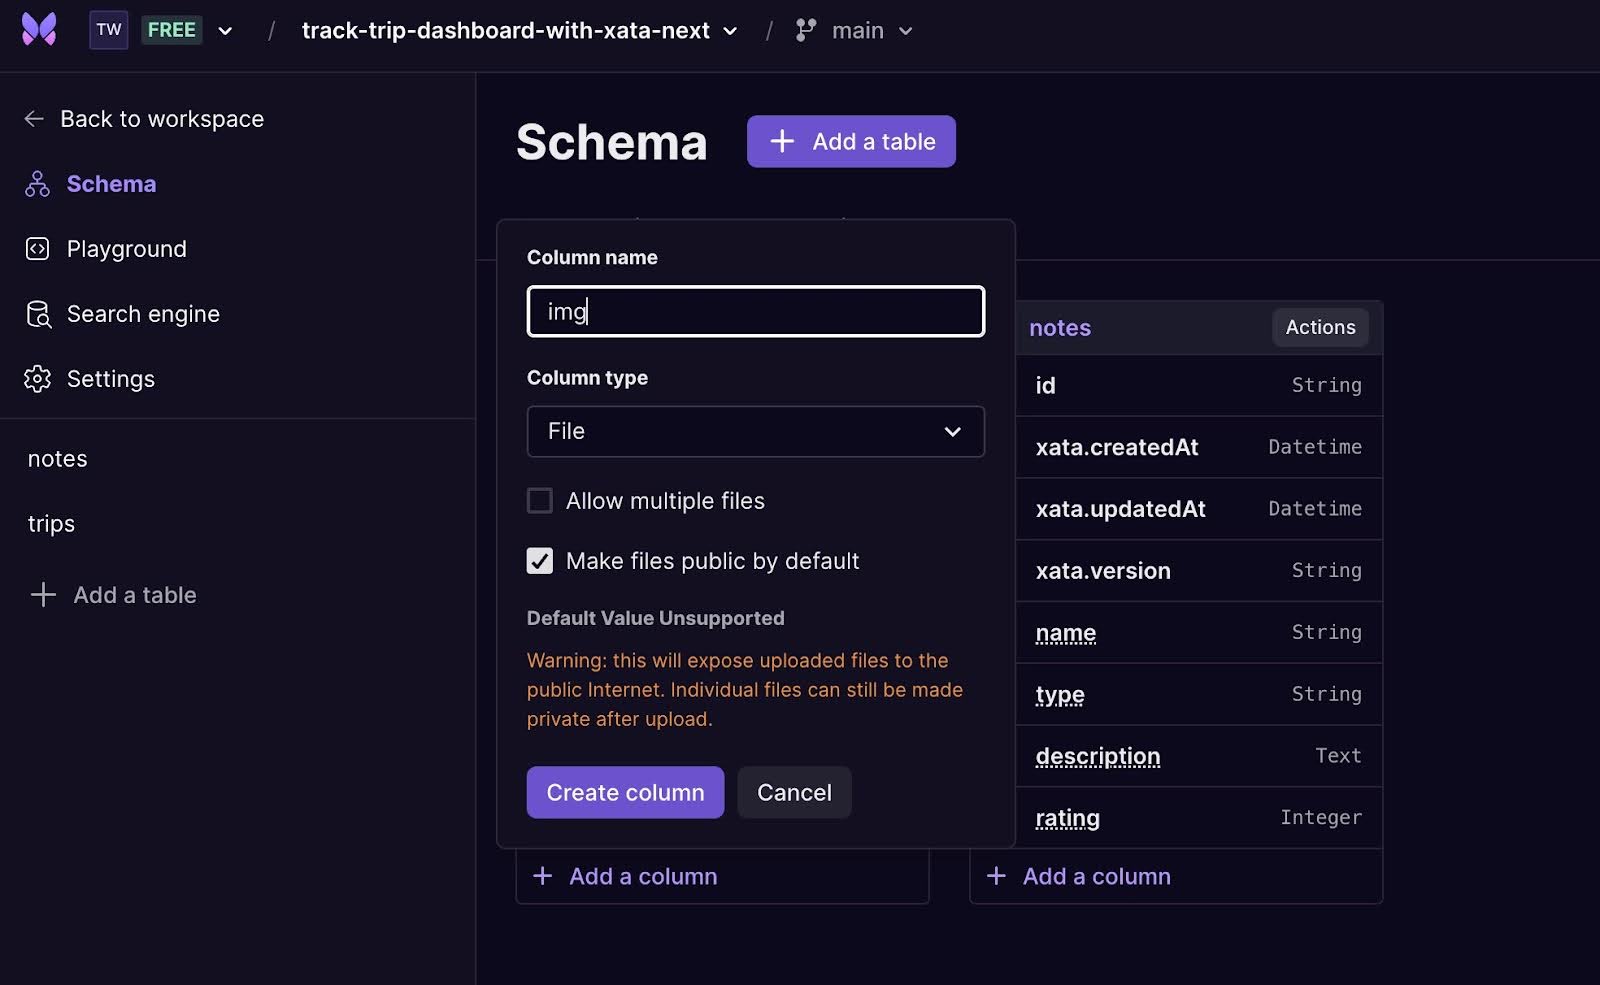 TW FREE / track-trip-dashboard-with-xata-next / main
Back to workspace
Schema
Playground
Search engine
Settings
notes
trips
Add a table
Schema
Add a table
Column name
img
Column type
File
Allow multiple files
Make files public by default
Default Value Unsupported
Warning: this will expose uploaded files to the
public Internet. Individual files can still be made
private after upload.
Create column Cancel
Add a column
notes Actions
id String
xata.createdAt Datetime
xata.updatedAt Datetime
xata.version String
name String
type String
description Text
rating Integer
Add a column